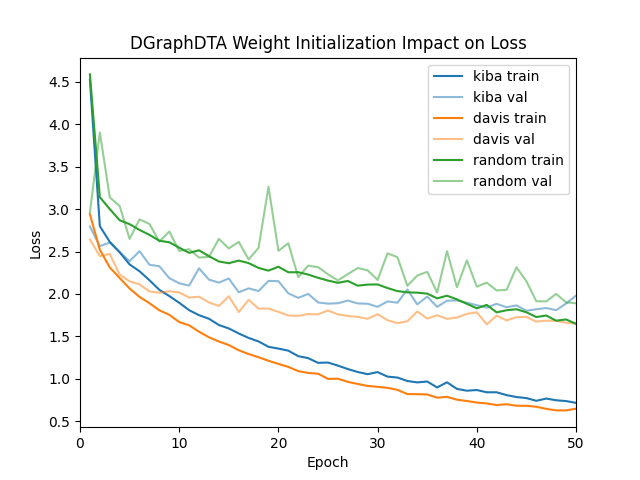 DGraphDTA Weight Initialization Impact on Loss
Loss
4.5
4.0
3.5
3.0
2.5
2.0
1.5
1.0
0.5
kiba train
kiba val
davis train
davis val
random train
random val
0 10 20 30 40 50
Epoch